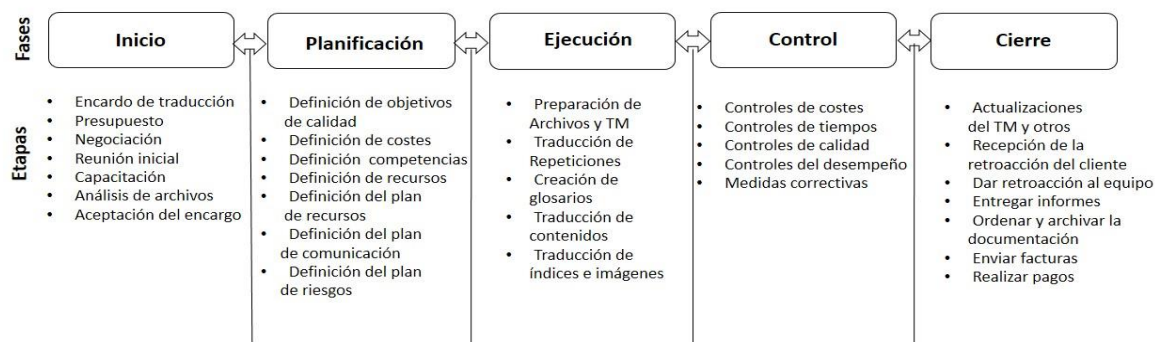 Fases
Inicio
Planificación
Ejecución
Control
Cierre
Etapas
• Encardo de traducción
• Presupuesto
• Negociación
• Reunión inicial
• Capacitación
• Análisis de archivos
• Aceptación del encargo
• Definición de objetivos
de calidad
• Definición de costes
• Definición competencias
• Definición de recursos
• Definición del plan
de recursos
• Definición del plan
de comunicación
• Definición del plan
de riesgos
• Preparación de
Archivos y TM
• Traducción de
Repeticiones
• Creación de
glosarios
• Traducción de
contenidos
• Traducción de
índices e imágenes
• Controles de costes
• Controles de tiempos
• Controles de calidad
• Controles del desempeño
• Medidas correctivas
• Actualizaciones
del TM y otros
• Recepción de la
retroacción del cliente
• Dar retroacción al equipo
• Entregar informes
• Ordenar y archivar la
documentación
• Enviar facturas
• Realizar pagos